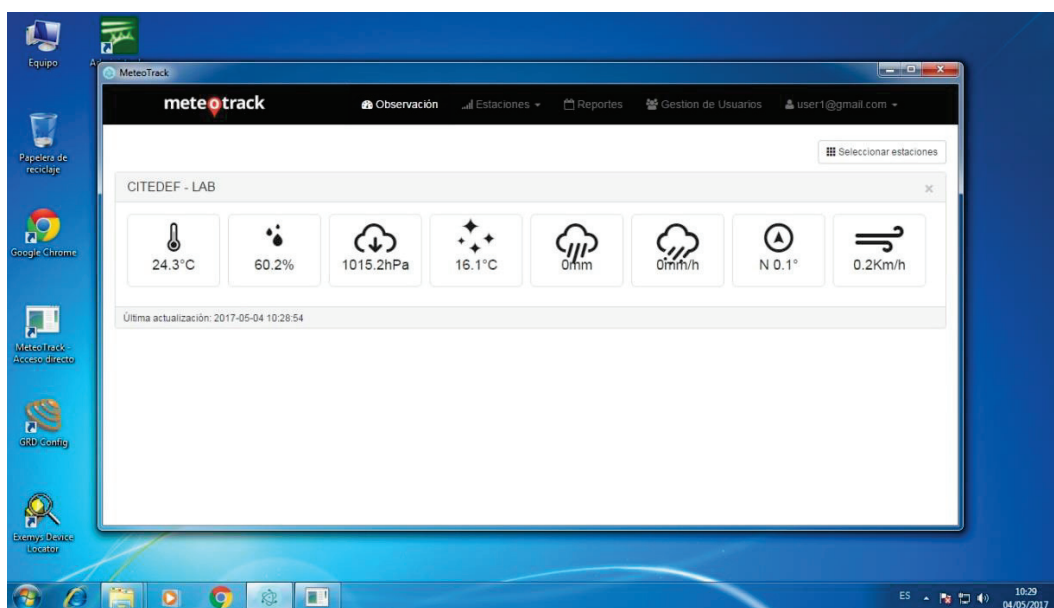 Equipo
MeteoTrack
meteotrack
Observación
Estaciones
Reportes
Gestion de Usuarios
user1@gmail.com
Seleccionar estaciones
CITEDEF - LAB
24.3°C
60.2%
1015.2hPa
16.1°C
0mm
0mm/h
N 0.1°
0.2Km/h
Última actualización: 2017-05-04 10:28:54
Papelera de
reciclaje
Google Chrome
MeteoTrack -
Acceso directo
GRD Config
Exemys Device
Locator
ES
10:29
04/05/2017